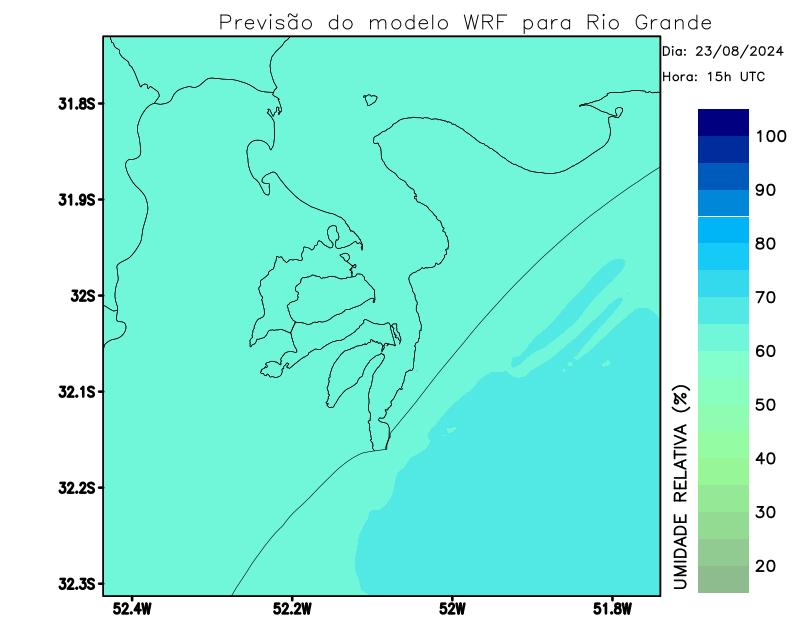 Previsão do modelo WRF para Rio Grande
Dia: 23/08/2024
Hora: 15h UTC
31.8S
31.9S
32S
32.1S
32.2S
32.3S
52.4W
52.2W
52W
51.8W
100
90
80
70
60
50
40
30
20
UMIDADE RELATIVA (%)